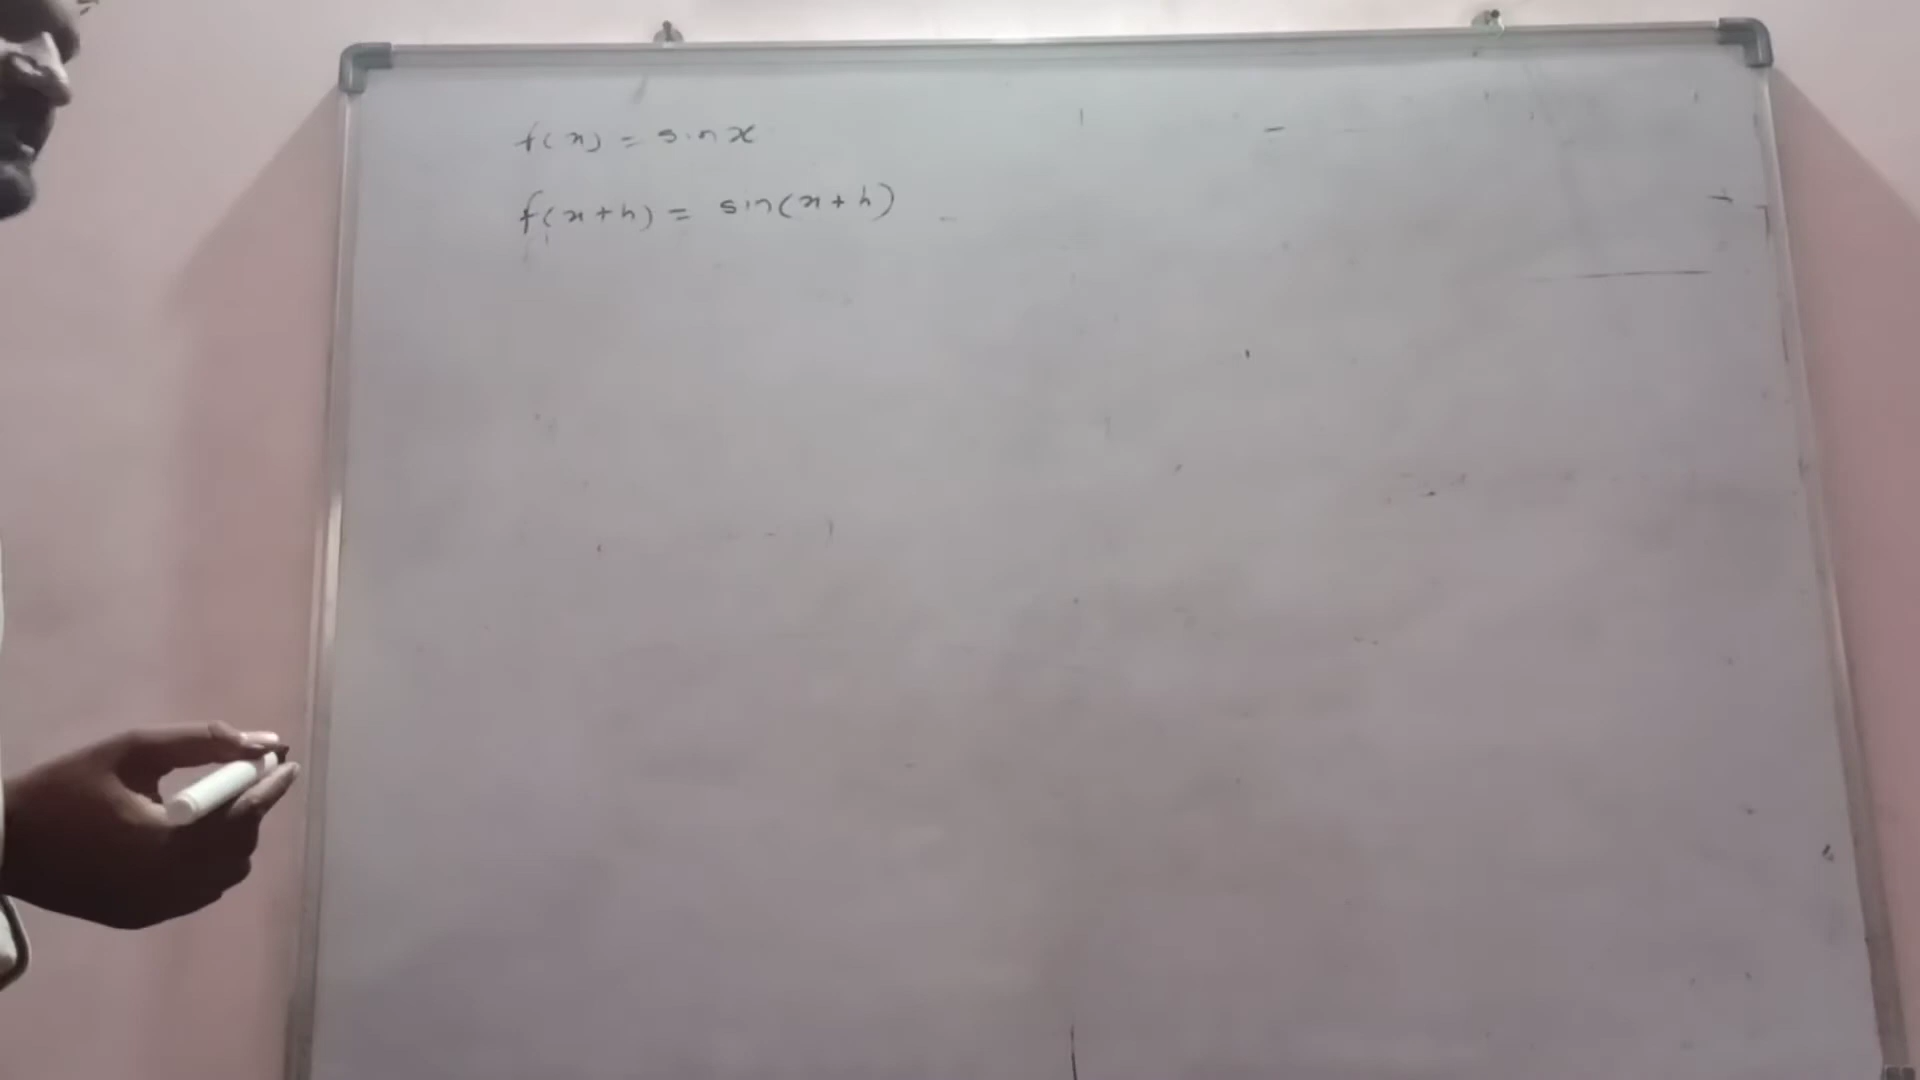 f(x) = sin x
f(x+h) = sin(x+h)